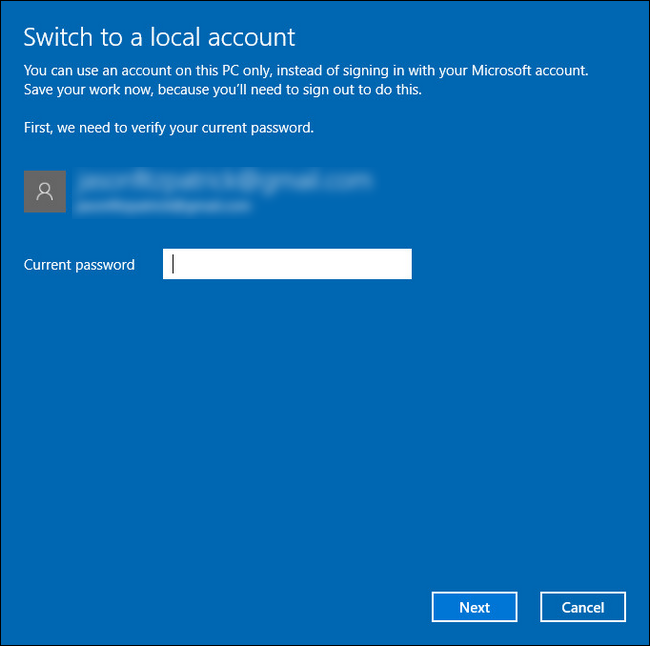 Switch to a local account
You can use an account on this PC only, instead of signing in with your Microsoft account.
Save your work now, because you'll need to sign out to do this.
First, we need to verify your current password.
Current password
Next
Cancel